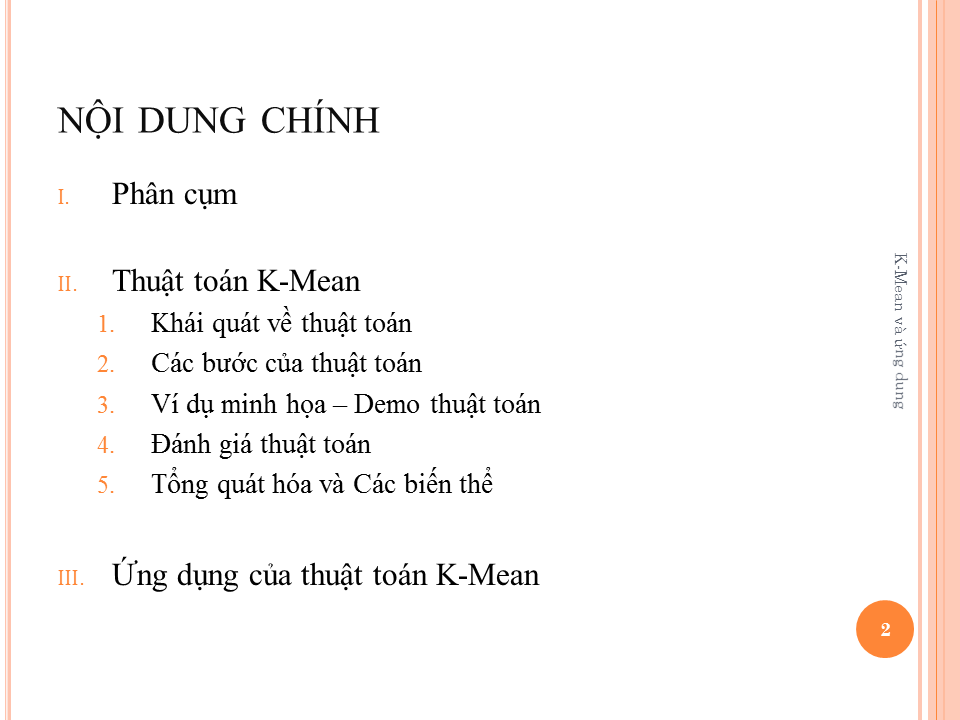 NỘI DUNG CHÍNH
I. Phân cụm
II. Thuật toán K-Mean
1. Khái quát về thuật toán
2. Các bước của thuật toán
3. Ví dụ minh họa – Demo thuật toán
4. Đánh giá thuật toán
5. Tổng quát hóa và Các biến thể
III. Ứng dụng của thuật toán K-Mean
K-Mean và ứng dung
2